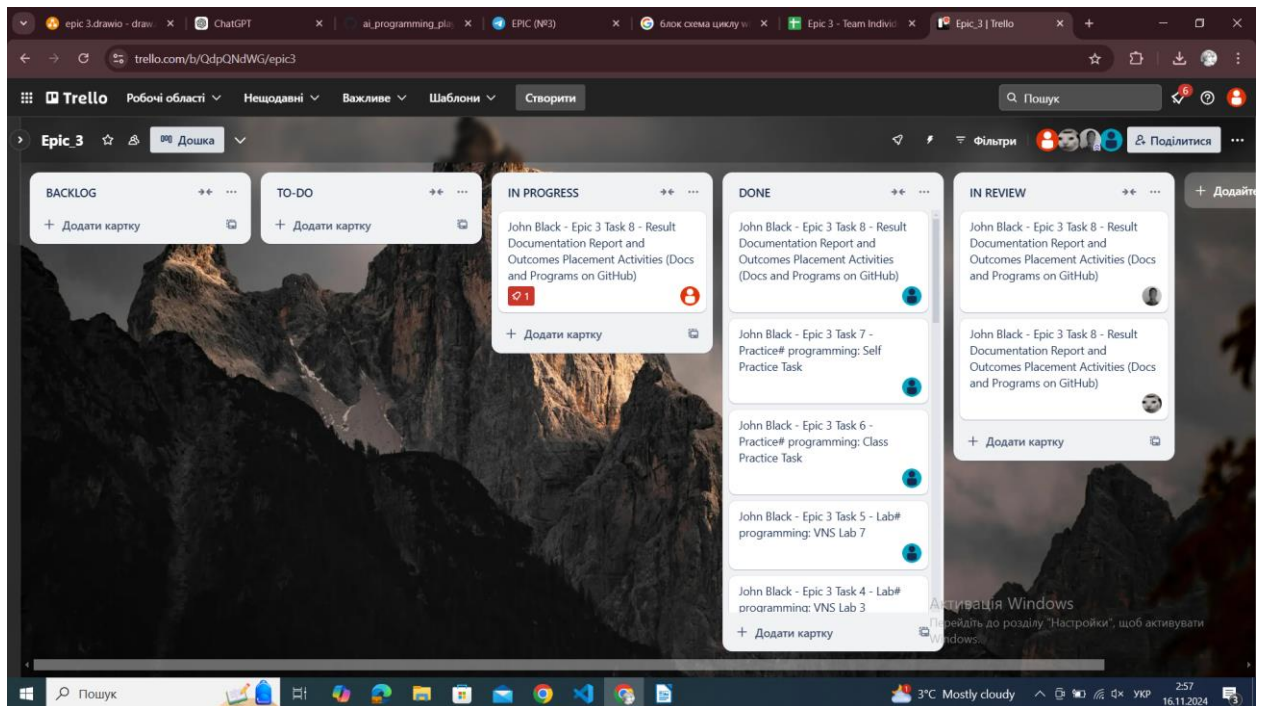 epic 3.drawio - draw.
ChatGPT
ai_programming_pla
EPIC (№3)
блок схема циклу w
Epic 3 - Team Individ
Epic_3 | Trello
trello.com/b/QdpQNdWG/epic3
Trello
Робочі області
Нещодавні
Важливе
Шаблони
Створити
Пошук
6
Epic_3
Дошка
Фільтри
Поділитися
BACKLOG
+ Додати картку
TO-DO
+ Додати картку
IN PROGRESS
John Black - Epic 3 Task 8 - Result
Documentation Report and
Outcomes Placement Activities (Docs
and Programs on GitHub)
1
+ Додати картку
DONE
John Black - Epic 3 Task 8 - Result
Documentation Report and
Outcomes Placement Activities
(Docs and Programs on GitHub)
John Black - Epic 3 Task 7 -
Practice# programming: Self
Practice Task
John Black - Epic 3 Task 6 -
Practice# programming: Class
Practice Task
John Black - Epic 3 Task 5 - Lab#
programming: VNS Lab 7
John Black - Epic 3 Task 4 - Lab#
programming: VNS Lab 3
+ Додати картку
IN REVIEW
John Black - Epic 3 Task 8 - Result
Documentation Report and
Outcomes Placement Activities (Docs
and Programs on GitHub)
John Black - Epic 3 Task 8 - Result
Documentation Report and
Outcomes Placement Activities (Docs
and Programs on GitHub)
+ Додати картку
+ Додайте
Активація Windows
Перейдіть до розділу "Настройки", щоб активувати
Windows.
Пошук
3°C Mostly cloudy
УКР
2:57
16.11.2024
3